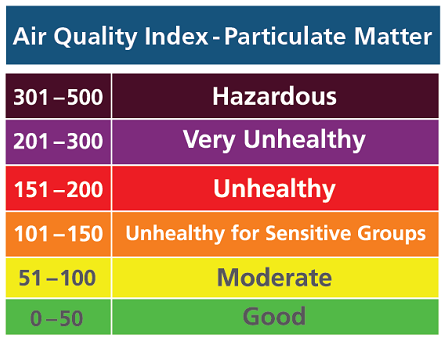 Air Quality Index - Particulate Matter
301–500 Hazardous
201–300 Very Unhealthy
151–200 Unhealthy
101–150 Unhealthy for Sensitive Groups
51–100 Moderate
0–50 Good